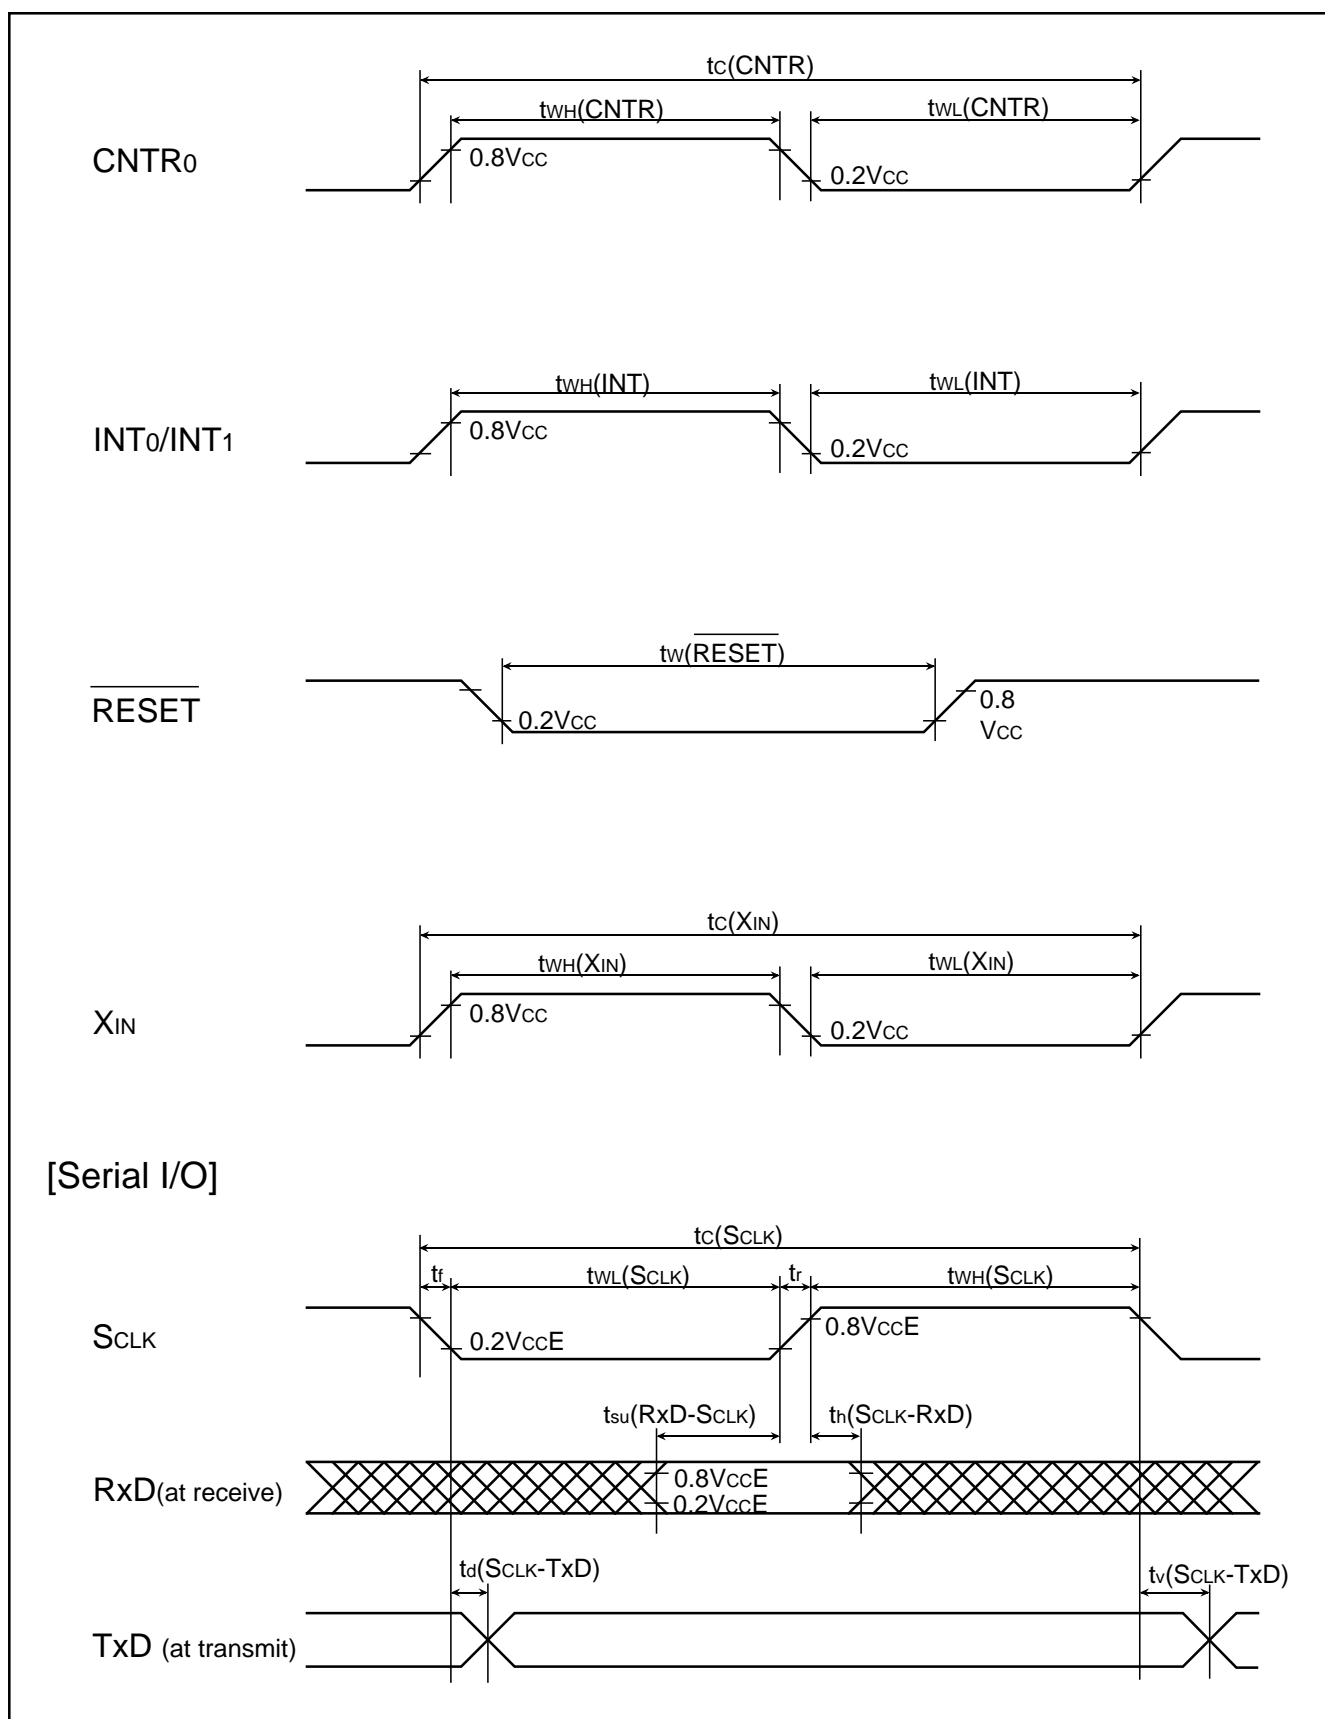 tC(CNTR)
tWH(CNTR)
tWL(CNTR)
CNTR0
0.8VCC
0.2VCC
tWH(INT)
tWL(INT)
INT0/INT1
0.8VCC
0.2VCC
tW(RESET)
RESET
0.2VCC
0.8
VCC
tC(XIN)
tWH(XIN)
tWL(XIN)
XIN
0.8VCC
0.2VCC
[Serial I/O]
tC(SCLK)
tf
tWL(SCLK)
tr
tWH(SCLK)
SCLK
0.2VCCE
0.8VCCE
tsu(RxD-SCLK)
th(SCLK-RxD)
RxD(at receive)
0.8VCCE
0.2VCCE
td(SCLK-TxD)
tv(SCLK-TxD)
TxD (at transmit)